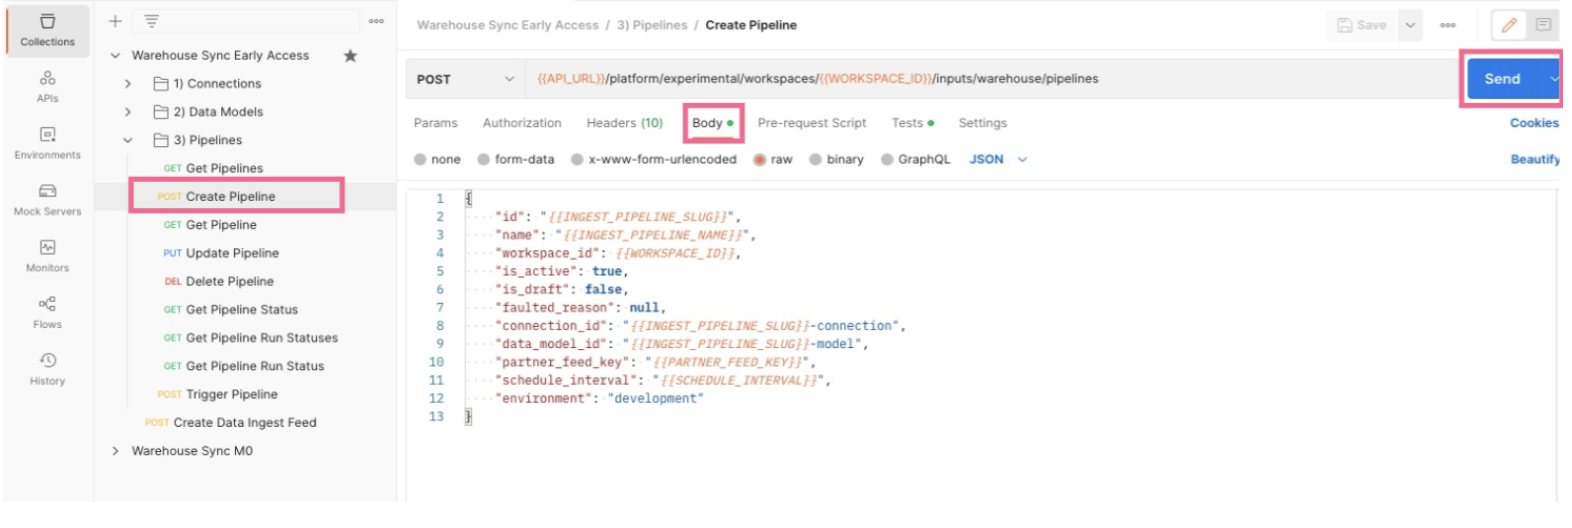 Collections
APIs
Environments
Mock Servers
Monitors
Flows
History
Warehouse Sync Early Access
1) Connections
2) Data Models
3) Pipelines
GET Get Pipelines
POST Create Pipeline
GET Get Pipeline
PUT Update Pipeline
DEL Delete Pipeline
GET Get Pipeline Status
GET Get Pipeline Run Statuses
GET Get Pipeline Run Status
POST Trigger Pipeline
POST Create Data Ingest Feed
Warehouse Sync M0
Warehouse Sync Early Access / 3) Pipelines / Create Pipeline
Save
POST {{API_URL}}/platform/experimental/workspaces/{{WORKSPACE_ID}}/inputs/warehouse/pipelines
Send
Params Authorization Headers (10) Body Pre-request Script Tests Settings
Cookies
none form-data x-www-form-urlencoded raw binary GraphQL JSON
Beautify
1 {
2 "id": "{{INGEST_PIPELINE_SLUG}}",
3 "name": "{{INGEST_PIPELINE_NAME}}",
4 "workspace_id": {{WORKSPACE_ID}},
5 "is_active": true,
6 "is_draft": false,
7 "faulted_reason": null,
8 "connection_id": "{{INGEST_PIPELINE_SLUG}}-connection",
9 "data_model_id": "{{INGEST_PIPELINE_SLUG}}-model",
10 "partner_feed_key": "{{PARTNER_FEED_KEY}}",
11 "schedule_interval": "{{SCHEDULE_INTERVAL}}",
12 "environment": "development"
13 }